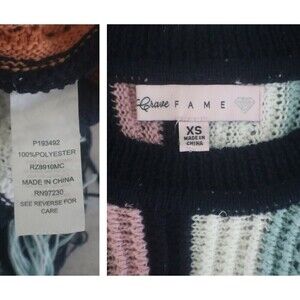 P193492
100%POLYESTER
RZ8910MC
MADE IN CHINA
RN97230
SEE REVERSE FOR
CARE
Crave FAME
XS
MADE IN
CHINA